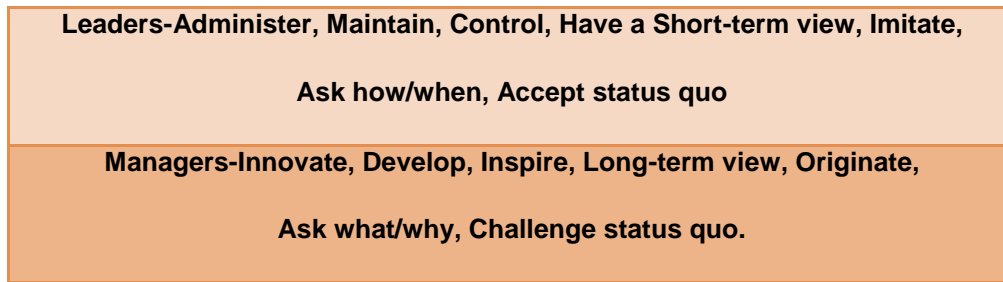 Leaders-Administer, Maintain, Control, Have a Short-term view, Imitate,
Ask how/when, Accept status quo
Managers-Innovate, Develop, Inspire, Long-term view, Originate,
Ask what/why, Challenge status quo.